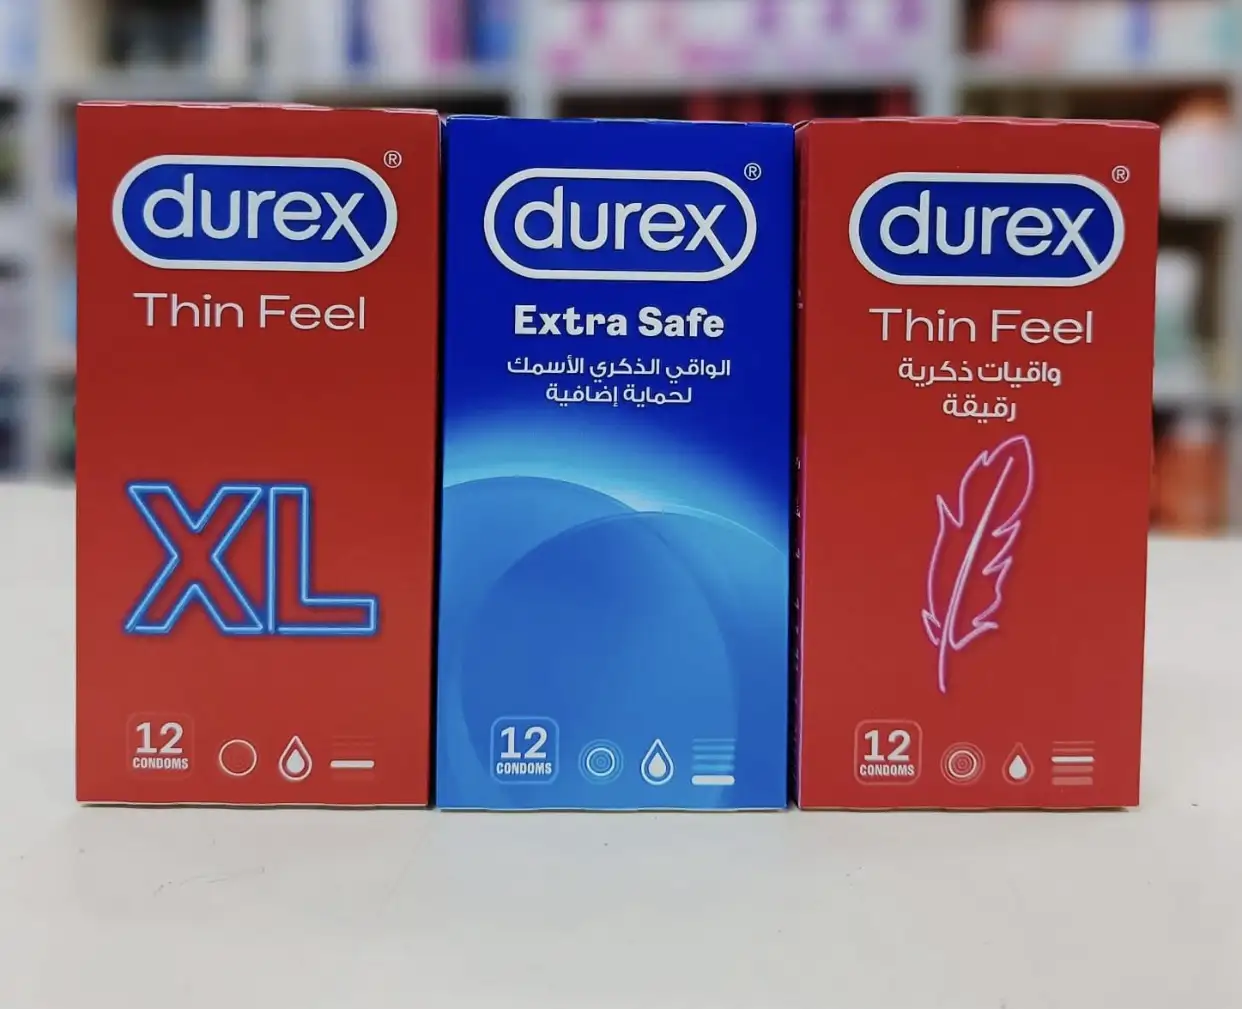 durex®
Thin Feel
XL
12
CONDOMS
durex®
Extra Safe
الواقي الذكري الأسمك
لحماية إضافية
12
CONDOMS
durex®
Thin Feel
واقيات ذكرية
رقيقة
12
CONDOMS